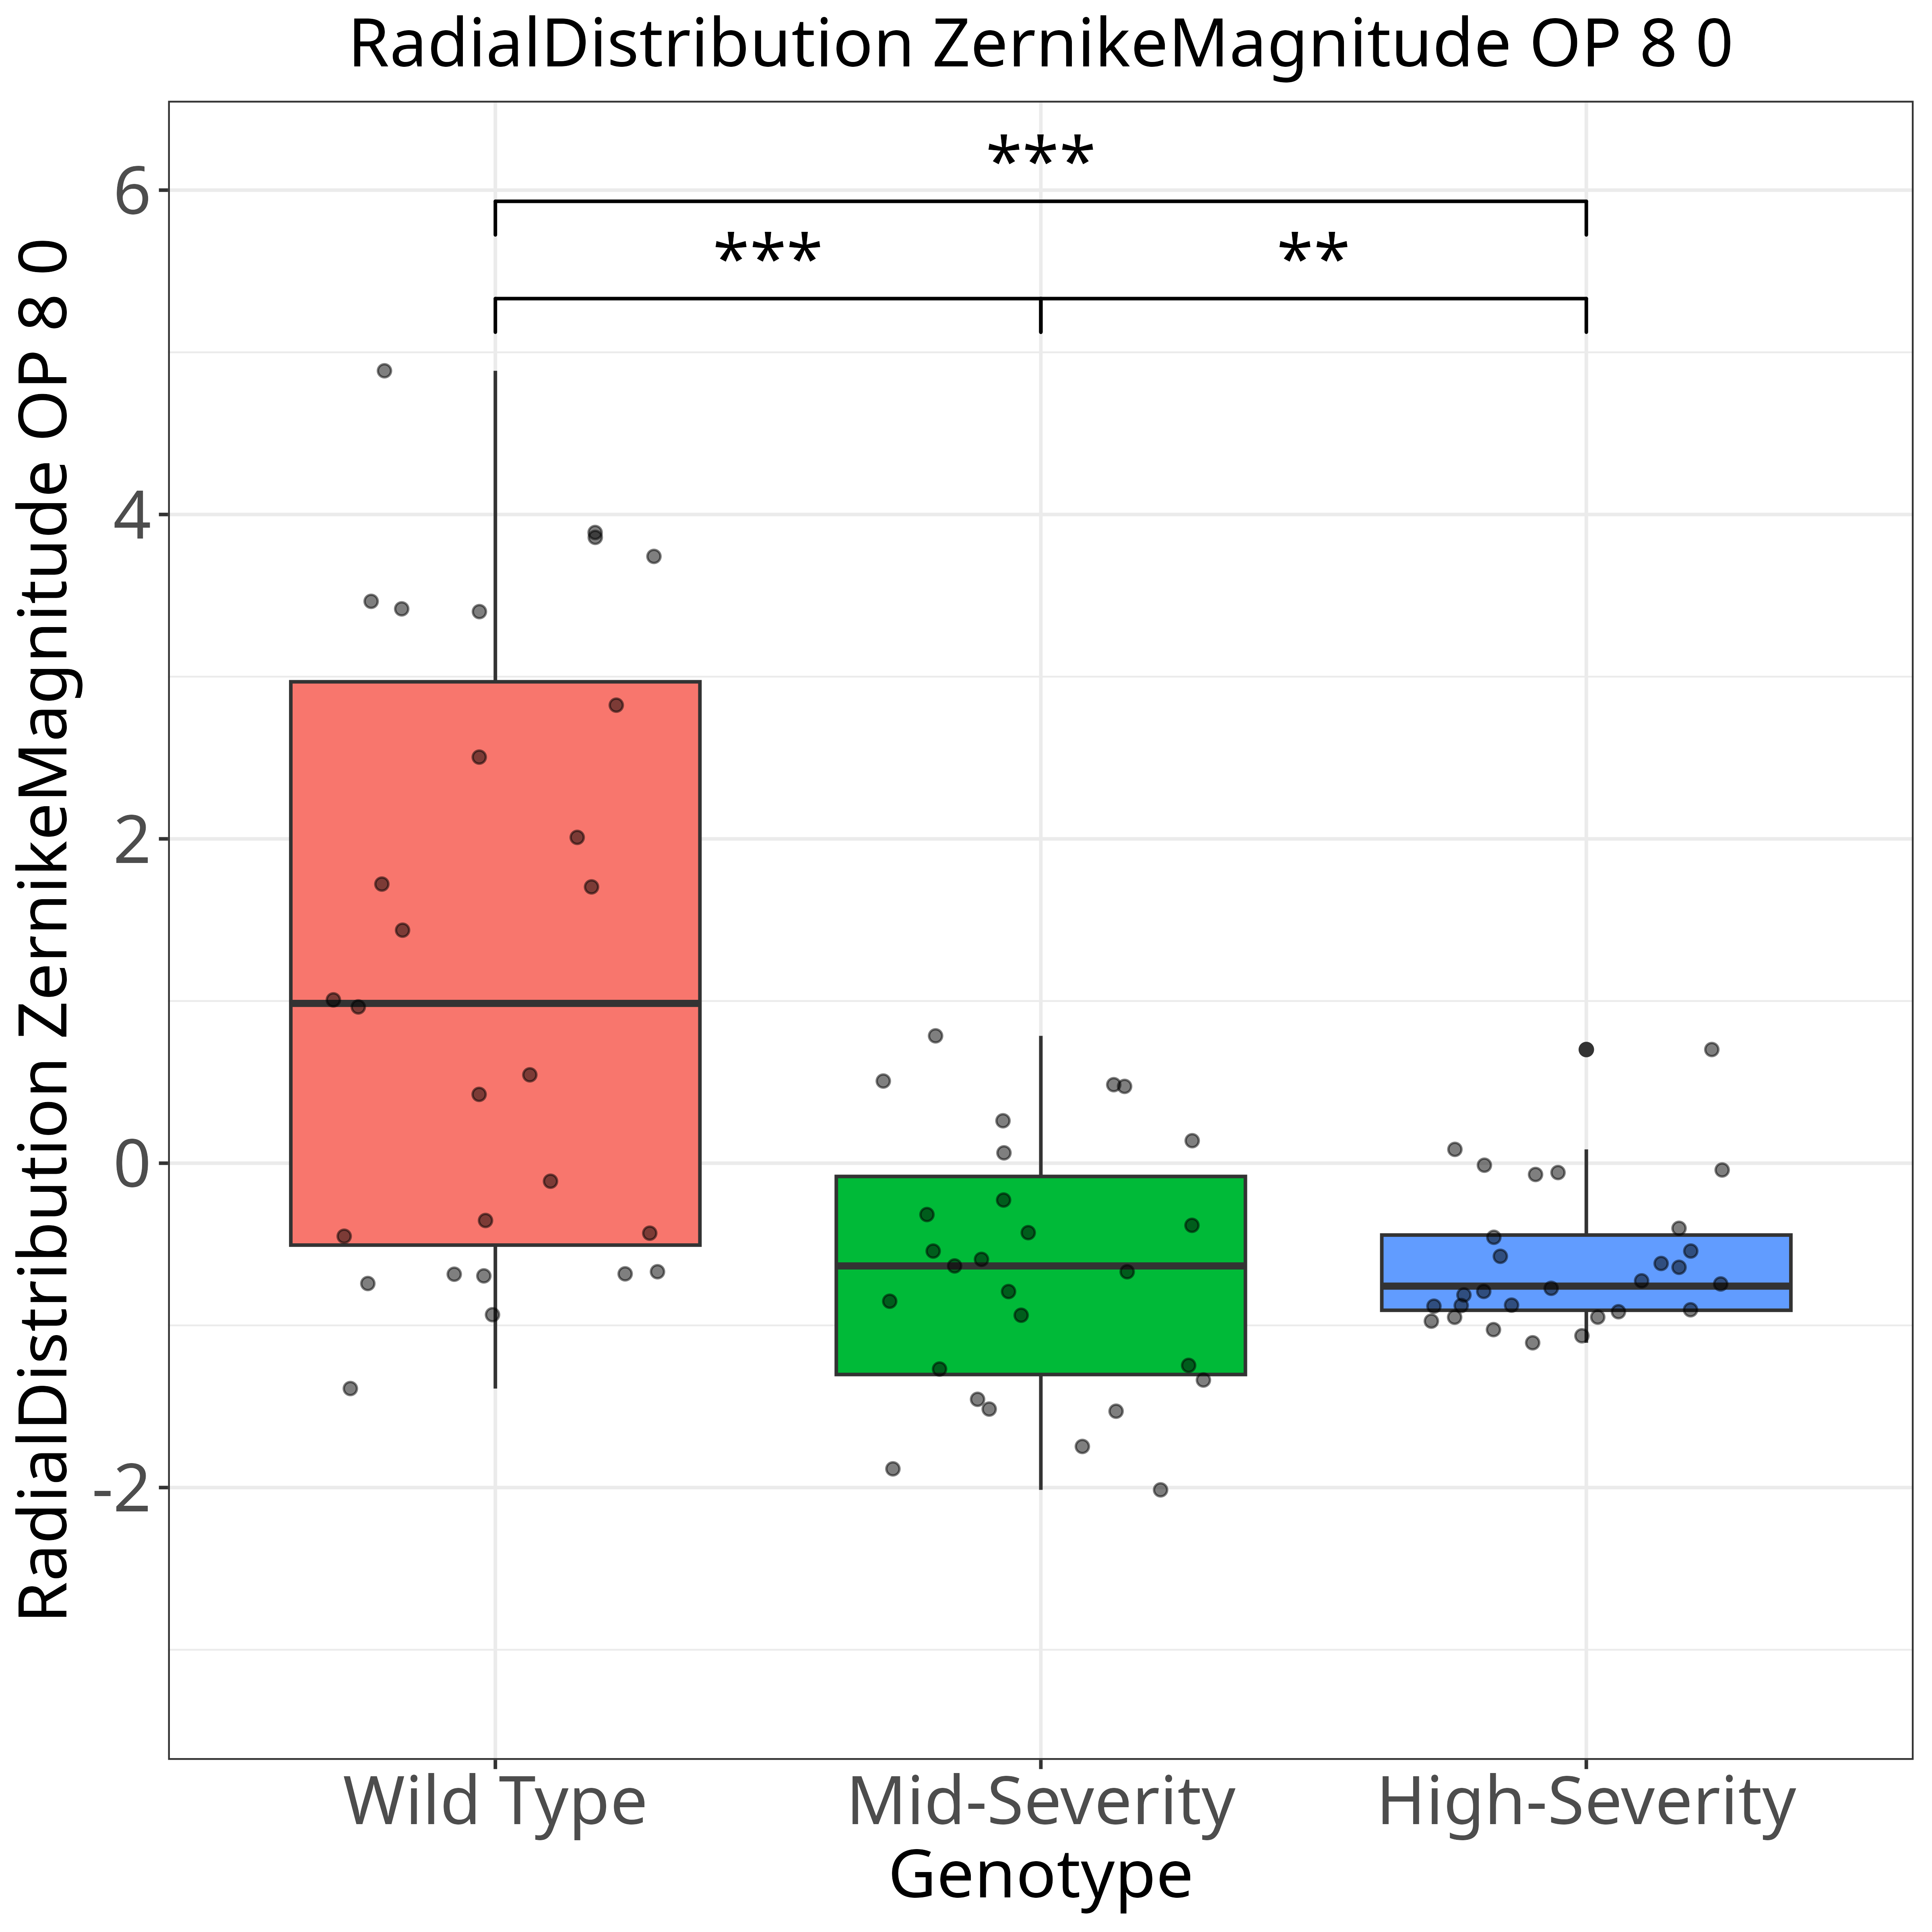 RadialDistribution ZernikeMagnitude OP 8 0
***
*** **
6
4
2
0
-2
RadialDistribution ZernikeMagnitude OP 8 0
Wild Type Mid-Severity High-Severity
Genotype